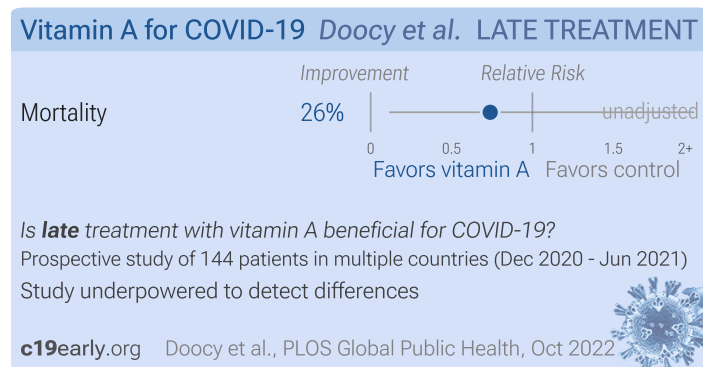 Vitamin A for COVID-19 Doocy et al. LATE TREATMENT
Improvement Relative Risk
Mortality 26% unadjusted
0 0.5 1 1.5 2+
Favors vitamin A Favors control
Is late treatment with vitamin A beneficial for COVID-19?
Prospective study of 144 patients in multiple countries (Dec 2020 - Jun 2021)
Study underpowered to detect differences
c19early.org Doocy et al., PLOS Global Public Health, Oct 2022